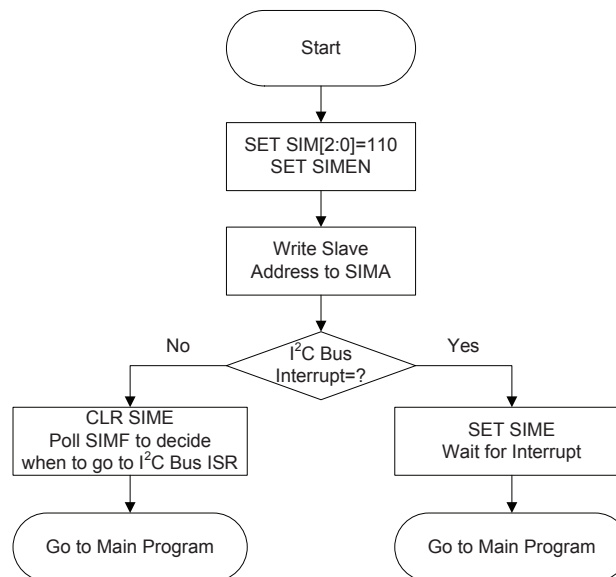 Start
SET SIM[2:0]=110
SET SIMEN
Write Slave
Address to SIMA
I²C Bus
Interrupt=?
No
Yes
CLR SIME
Poll SIMF to decide
when to go to I²C Bus ISR
SET SIME
Wait for Interrupt
Go to Main Program
Go to Main Program